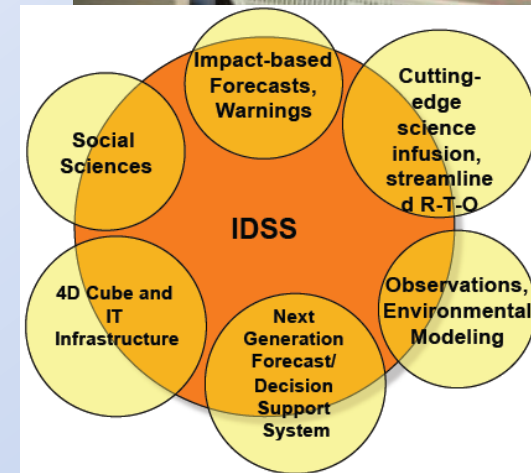 Impact-based
Forecasts,
Warnings
Cutting-
edge
science
infusion,
streamline
d R-T-O
Social
Sciences
IDSS
Observations,
Environmental
Modeling
4D Cube and
IT
Infrastructure
Next
Generation
Forecast/
Decision
Support
System